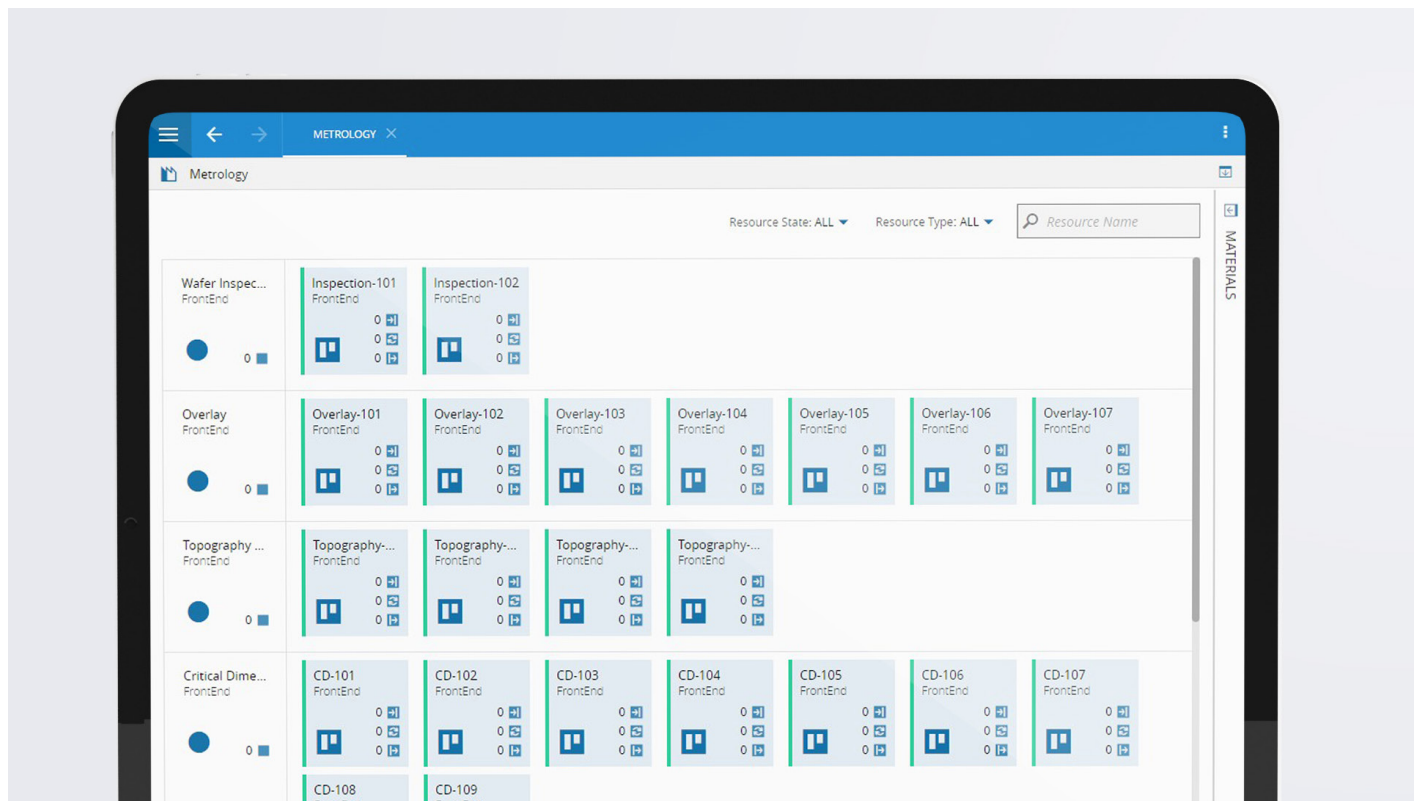 METROLOGY
Metrology
Resource State: ALL
Resource Type: ALL
Resource Name
MATERIALS
Wafer Inspec...
FrontEnd
0
Inspection-101
FrontEnd
0
0
0
Inspection-102
FrontEnd
0
0
0
Overlay
FrontEnd
0
Overlay-101
FrontEnd
0
0
0
Overlay-102
FrontEnd
0
0
0
Overlay-103
FrontEnd
0
0
0
Overlay-104
FrontEnd
0
0
0
Overlay-105
FrontEnd
0
0
0
Overlay-106
FrontEnd
0
0
0
Overlay-107
FrontEnd
0
0
0
Topography ...
FrontEnd
0
Topography-...
FrontEnd
0
0
0
Topography-...
FrontEnd
0
0
0
Topography-...
FrontEnd
0
0
0
Topography-...
FrontEnd
0
0
0
Critical Dime...
FrontEnd
0
CD-101
FrontEnd
0
0
0
CD-102
FrontEnd
0
0
0
CD-103
FrontEnd
0
0
0
CD-104
FrontEnd
0
0
0
CD-105
FrontEnd
0
0
0
CD-106
FrontEnd
0
0
0
CD-107
FrontEnd
0
0
0
CD-108
CD-109